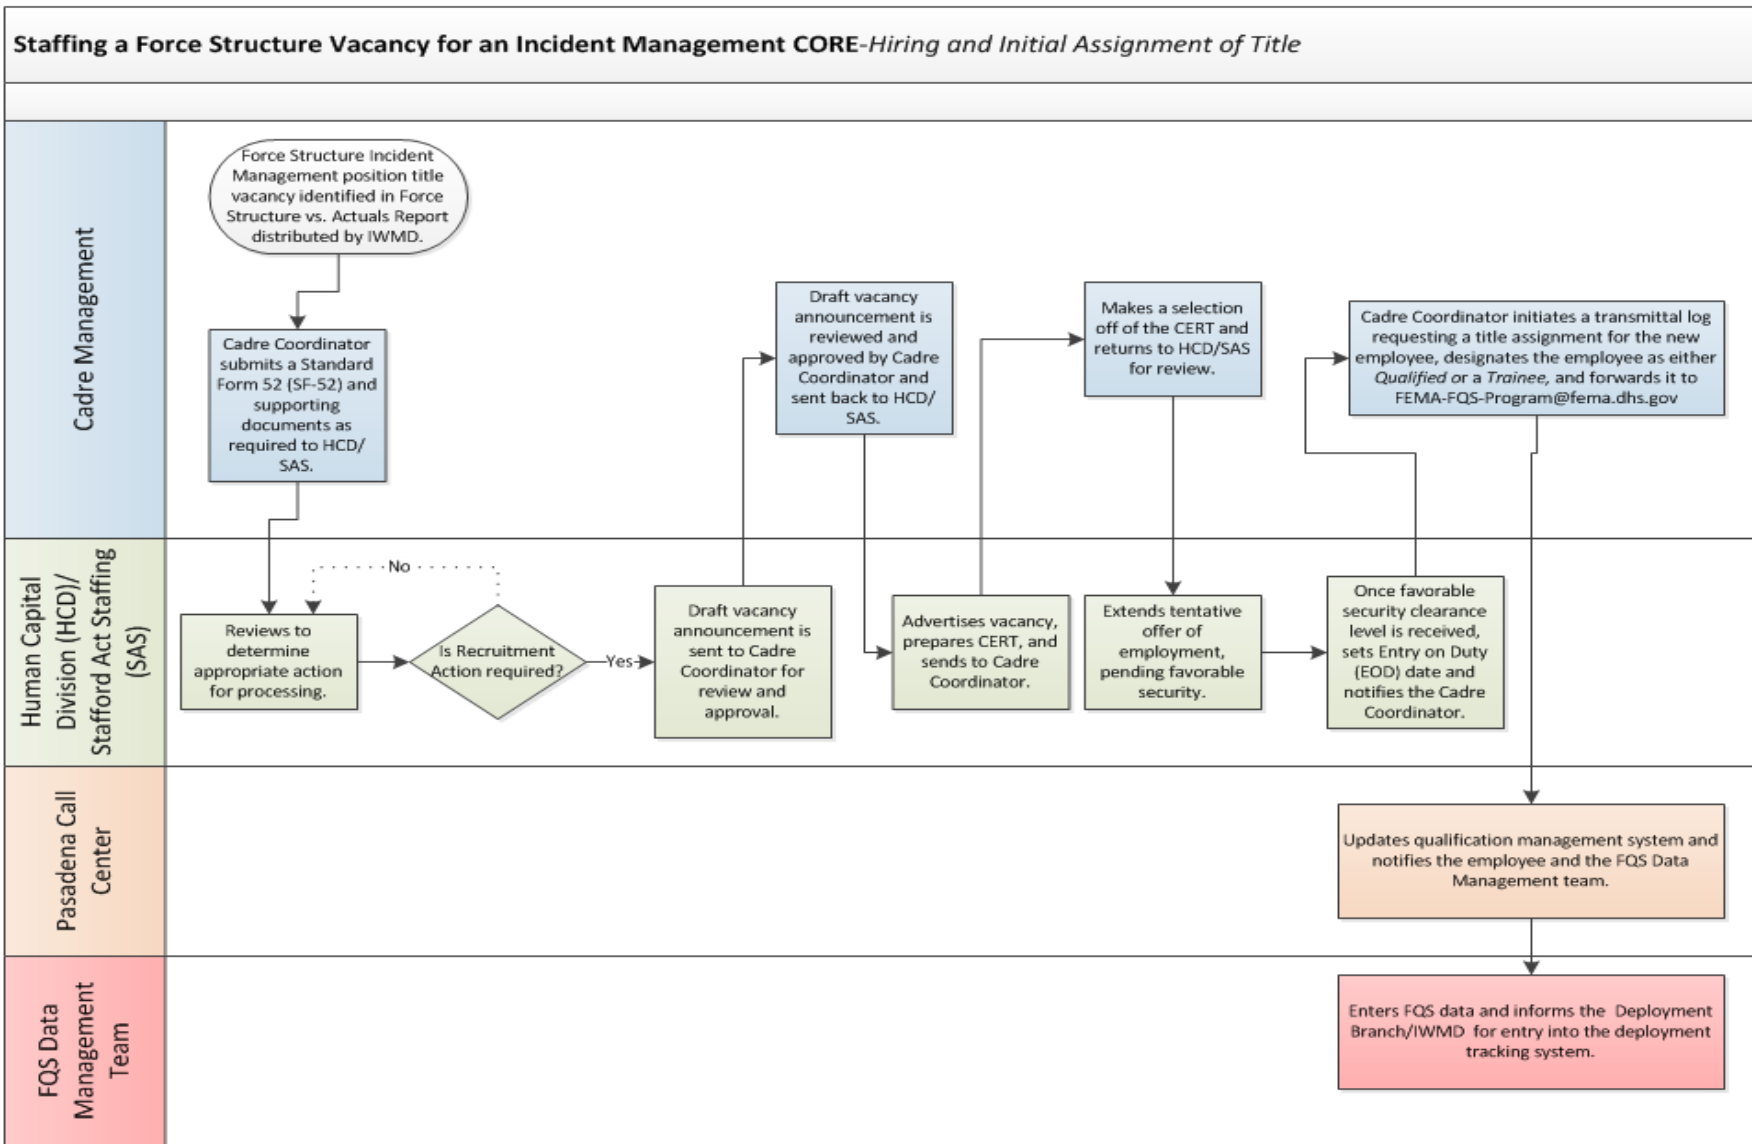 Staffing a Force Structure Vacancy for an Incident Management CORE-Hiring and Initial Assignment of Title
Cadre Management
Force Structure Incident
Management position title
vacancy identified in Force
Structure vs. Actuals Report
distributed by IWMD.
Cadre Coordinator
submits a Standard
Form 52 (SF-52) and
supporting
documents as
required to HCD/
SAS.
Draft vacancy
announcement is
reviewed and
approved by Cadre
Coordinator and
sent back to HCD/
SAS.
Makes a selection
off of the CERT and
returns to HCD/SAS
for review.
Cadre Coordinator initiates a transmittal log
requesting a title assignment for the new
employee, designates the employee as either
Qualified or a Trainee, and forwards it to
FEMA-FQS-Program@fema.dhs.gov
Human Capital
Division (HCD)/
Stafford Act Staffing
(SAS)
Reviews to
determine
appropriate action
for processing.
No
Is Recruitment
Action required?
Yes
Draft vacancy
announcement is
sent to Cadre
Coordinator for
review and
approval.
Advertises vacancy,
prepares CERT, and
sends to Cadre
Coordinator.
Extends tentative
offer of
employment,
pending favorable
security.
Once favorable
security clearance
level is received,
sets Entry on Duty
(EOD) date and
notifies the Cadre
Coordinator.
Pasadena Call
Center
Updates qualification management system and
notifies the employee and the FQS Data
Management team.
FQS Data
Management
Team
Enters FQS data and informs the Deployment
Branch/IWMD for entry into the deployment
tracking system.